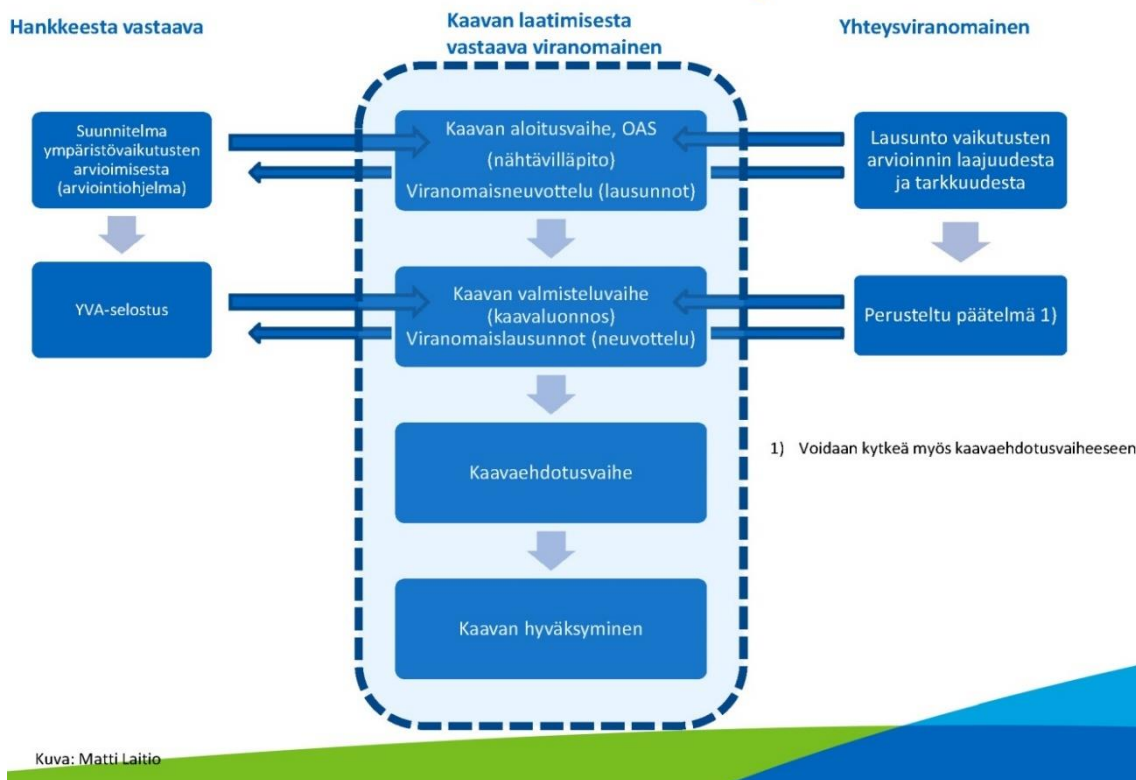 Hankkeesta vastaava
Kaavan laatimisesta
vastaava viranomainen
Yhteysviranomainen
Suunnitelma
ympäristövaikutusten
arvioimisesta
(arviointiohjelma)
Kaavan aloitusvaihe, OAS
(nähtävilläpito)
Viranomaisneuvottelu (lausunnot)
Lausunto vaikutusten
arvioinnin laajuudesta
ja tarkkuudesta
YVA-selostus
Kaavan valmisteluvaihe
(kaavaluonnos)
Viranomaislausunnot (neuvottelu)
Perusteltu päätelmä 1)
1) Voidaan kytkeä myös kaavaehdotusvaiheeseen
Kaavaehdotusvaihe
Kaavan hyväksyminen
Kuva: Matti Laitio